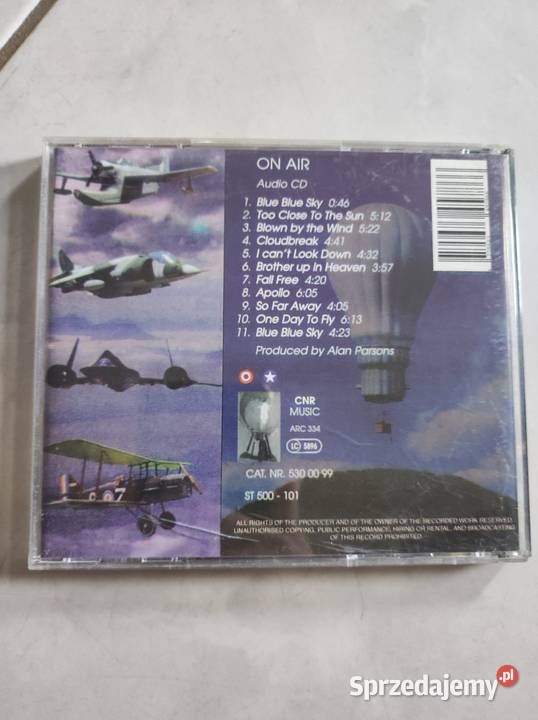 ON AIR
Audio CD
1. Blue Blue Sky 0:46
2. Too Close To The Sun 5:12
3. Blown by the Wind 5:22
4. Cloudbreak 4:41
5. I can't Look Down 4:32
6. Brother up in Heaven 3:57
7. Fall Free 4:20
8. Apollo 6:05
9. So Far Away 4:05
10. One Day To Fly 6:13
11. Blue Blue Sky 4:23
Produced by Alan Parsons
CNR
MUSIC
ARC 334
LC 5896
CAT. NR. 530 00 99
ST 500 - 101
ALL RIGHTS OF THE PRODUCER AND OF THE OWNER OF THE RECORDED WORK RESERVED.
UNAUTHORISED COPYING, PUBLIC PERFORMANCE, HIRING OR RENTAL, AND BROADCASTING
OF THIS RECORD PROHIBITED.
C 7
Sprzedajemy.pl